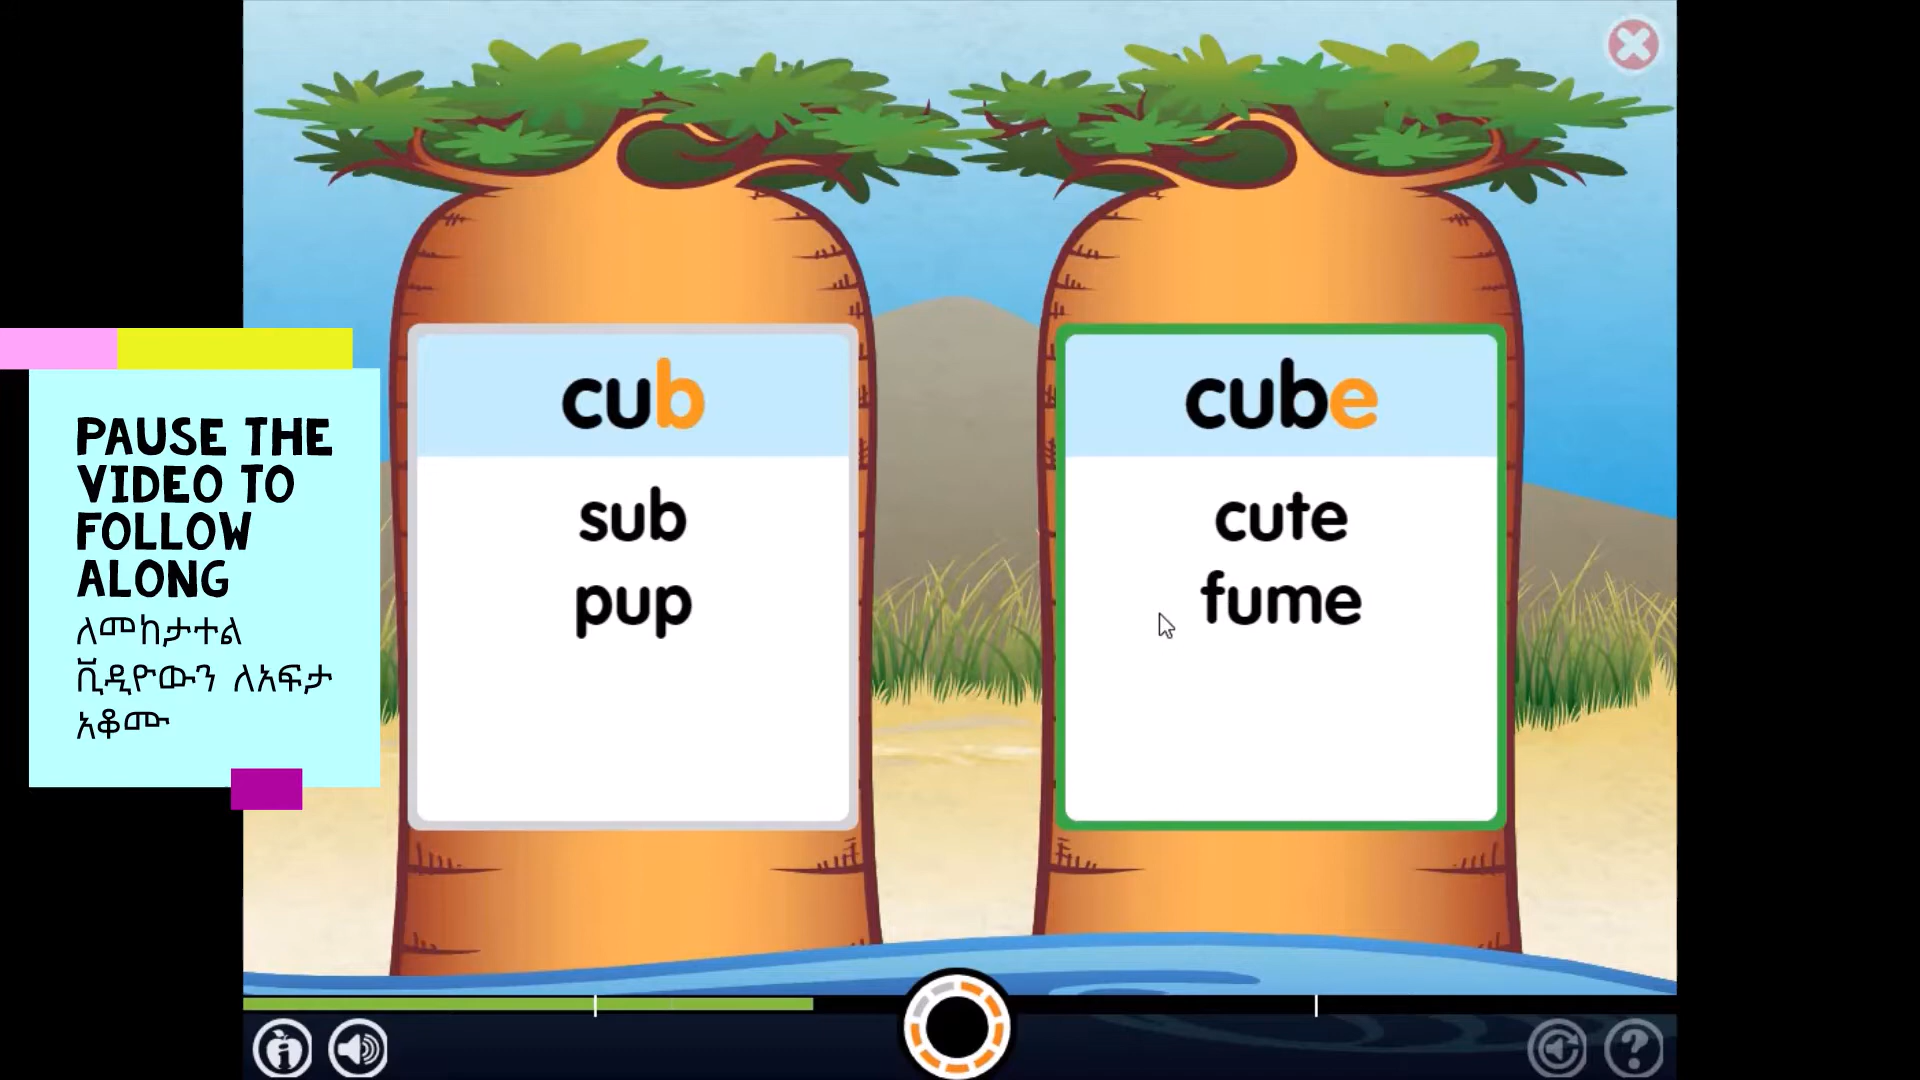 PAUSE THE
VIDEO TO
FOLLOW
ALONG
ለመከታተል
ቪዲዮውን ለአፍታ
አቆሙ
cub
sub
pup
cube
cute
fume